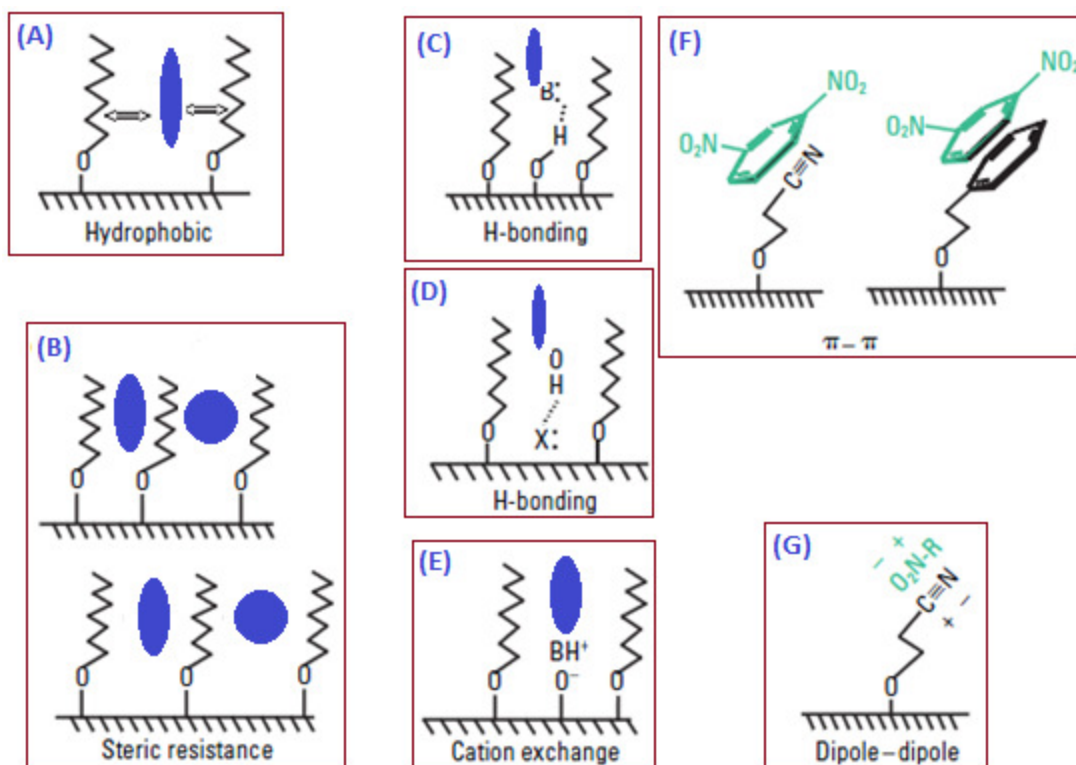 (A)
O
O
Hydrophobic
(B)
O
O
O
O
O
O
Steric resistance
(C)
B:
H
O
O
O
H-bonding
(D)
O
H
X:
O
O
H-bonding
(E)
BH+
O
O−
O
Cation exchange
(F)
NO2
O2N
C≡N
O
NO2
O2N
O
π–π
(G)
− +
O2N-R
C≡N
+ −
O
Dipole–dipole